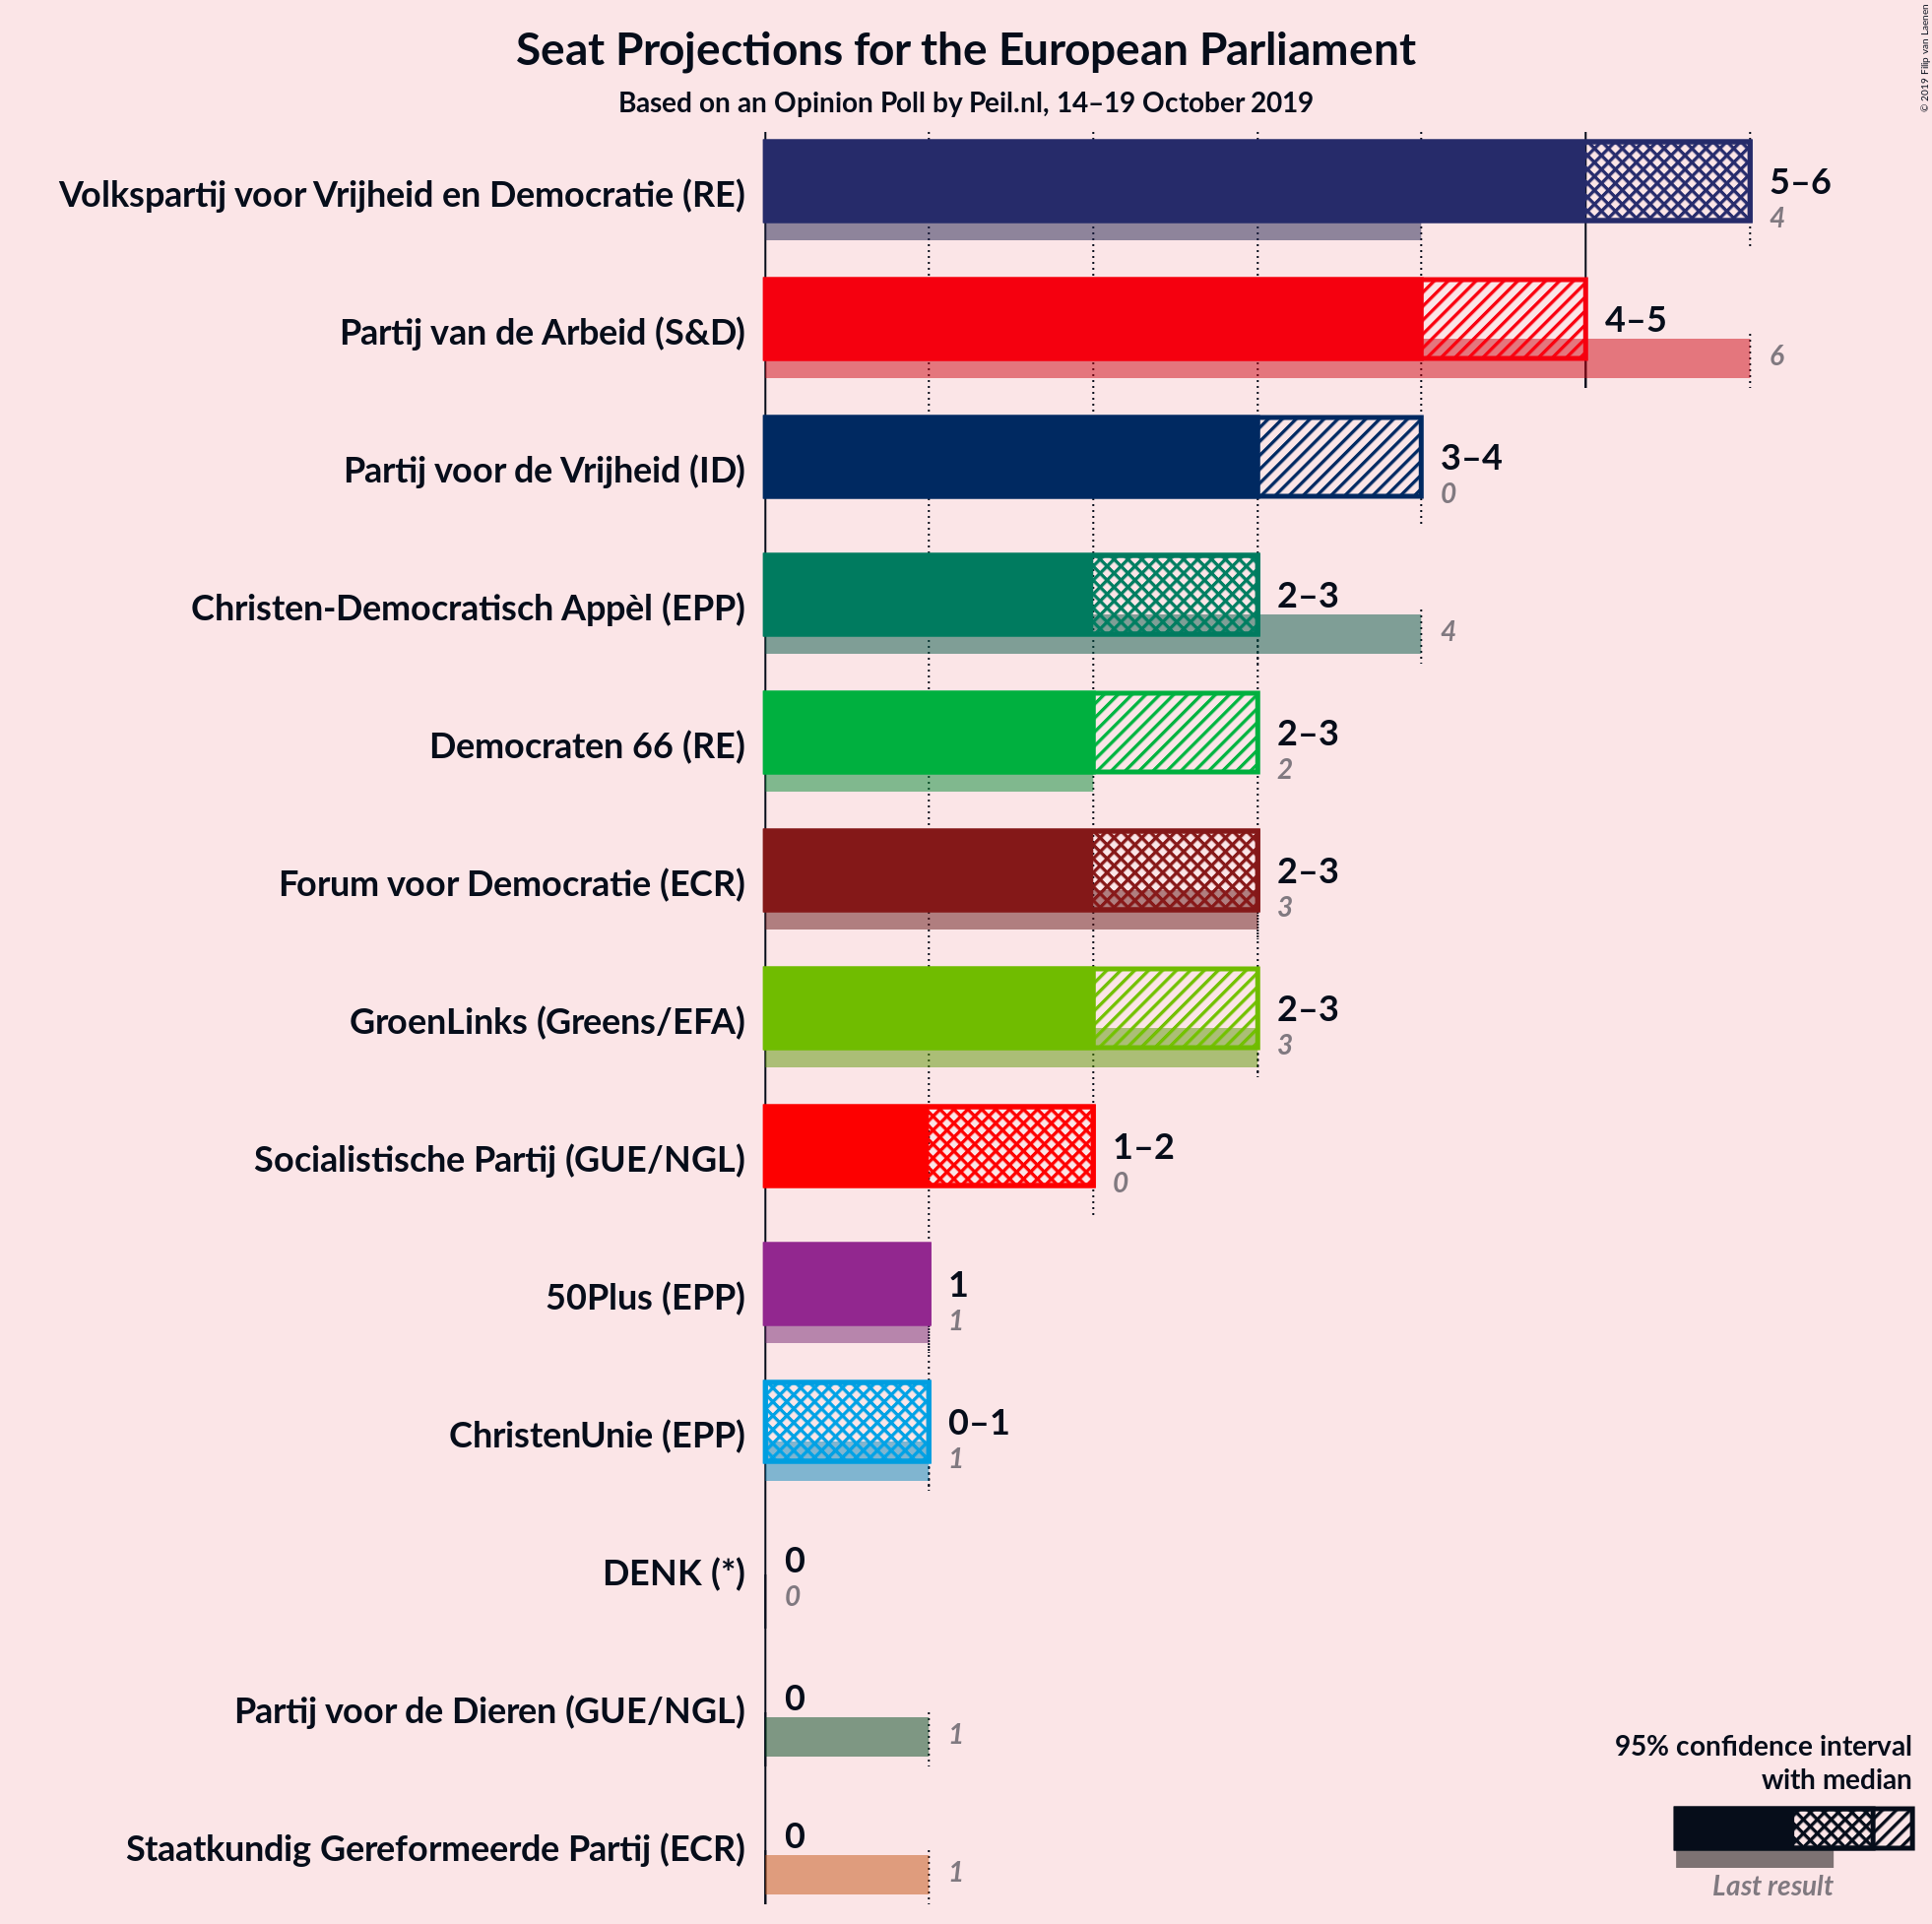 Seat Projections for the European Parliament
Based on an Opinion Poll by Peil.nl, 14–19 October 2019
© 2019 Filip van Laenen
Volkspartij voor Vrijheid en Democratie (RE)
5–6
4
Partij van de Arbeid (S&D)
4–5
6
Partij voor de Vrijheid (ID)
3–4
0
Christen-Democratisch Appèl (EPP)
2–3
4
Democraten 66 (RE)
2–3
2
Forum voor Democratie (ECR)
2–3
3
GroenLinks (Greens/EFA)
2–3
3
Socialistische Partij (GUE/NGL)
1–2
0
50Plus (EPP)
1
1
ChristenUnie (EPP)
0–1
1
DENK (*)
0
0
Partij voor de Dieren (GUE/NGL)
0
1
Staatkundig Gereformeerde Partij (ECR)
0
1
95% confidence interval
with median
Last result